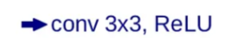 conv 3x3, ReLU